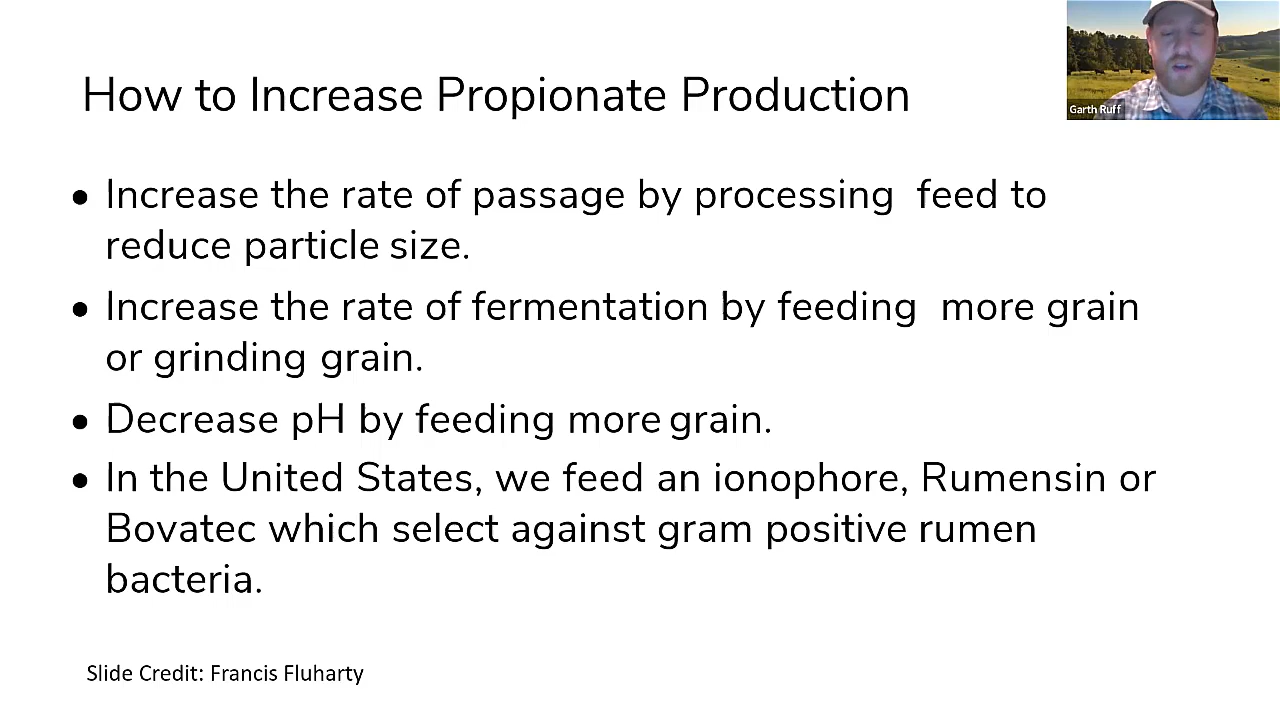 How to Increase Propionate Production
Garth Ruff
• Increase the rate of passage by processing feed to
reduce particle size.
• Increase the rate of fermentation by feeding more grain
or grinding grain.
• Decrease pH by feeding more grain.
• In the United States, we feed an ionophore, Rumensin or
Bovatec which select against gram positive rumen
bacteria.
Slide Credit: Francis Fluharty